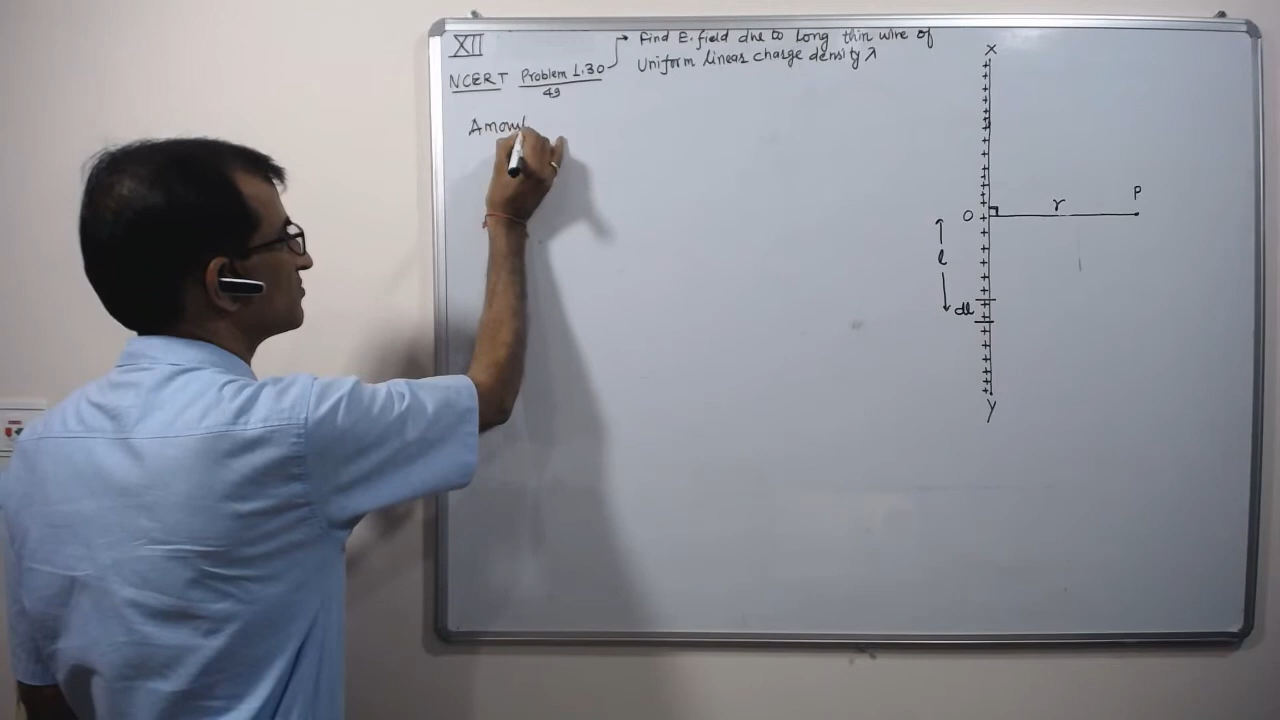 XII
NCERT Problem 1.30
49
Find E. field due to Long thin wire of
Uniform linear charge density λ
Amou
X
O
r
P
l
dl
Y